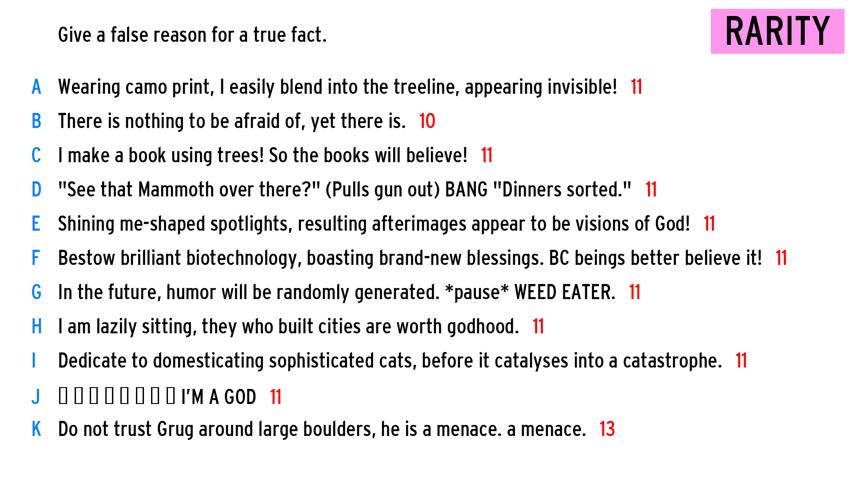 Give a false reason for a true fact.
RARITY
A Wearing camo print, I easily blend into the treeline, appearing invisible! 11
B There is nothing to be afraid of, yet there is. 10
C I make a book using trees! So the books will believe! 11
D "See that Mammoth over there?" (Pulls gun out) BANG "Dinners sorted." 11
E Shining me-shaped spotlights, resulting afterimages appear to be visions of God! 11
F Bestow brilliant biotechnology, boasting brand-new blessings. BC beings better believe it! 11
G In the future, humor will be randomly generated. *pause* WEED EATER. 11
H I am lazily sitting, they who built cities are worth godhood. 11
I Dedicate to domesticating sophisticated cats, before it catalyses into a catastrophe. 11
J ▯ ▯ ▯ ▯ ▯ ▯ ▯ ▯ I'M A GOD 11
K Do not trust Grug around large boulders, he is a menace. a menace. 13